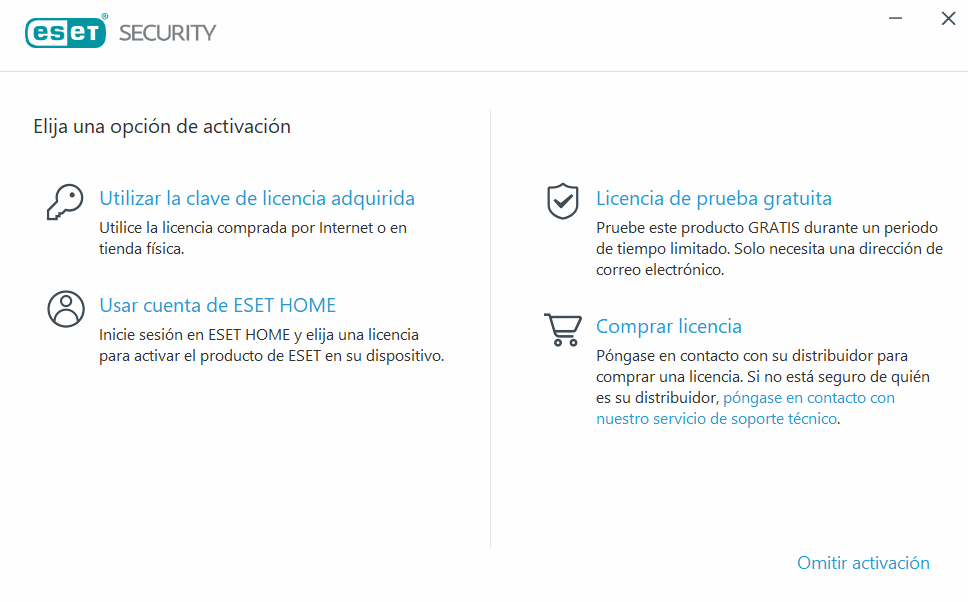 eset® SECURITY
Elija una opción de activación
Utilizar la clave de licencia adquirida
Utilice la licencia comprada por Internet o en
tienda física.
Usar cuenta de ESET HOME
Inicie sesión en ESET HOME y elija una licencia
para activar el producto de ESET en su dispositivo.
Licencia de prueba gratuita
Pruebe este producto GRATIS durante un periodo
de tiempo limitado. Solo necesita una dirección de
correo electrónico.
Comprar licencia
Póngase en contacto con su distribuidor para
comprar una licencia. Si no está seguro de quién
es su distribuidor, póngase en contacto con
nuestro servicio de soporte técnico.
Omitir activación